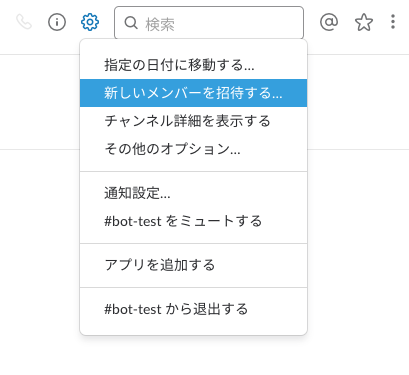 検索
指定の日付に移動する...
新しいメンバーを招待する...
チャンネル詳細を表示する
その他のオプション...
通知設定...
#bot-test をミュートする
アプリを追加する
#bot-test から退出する